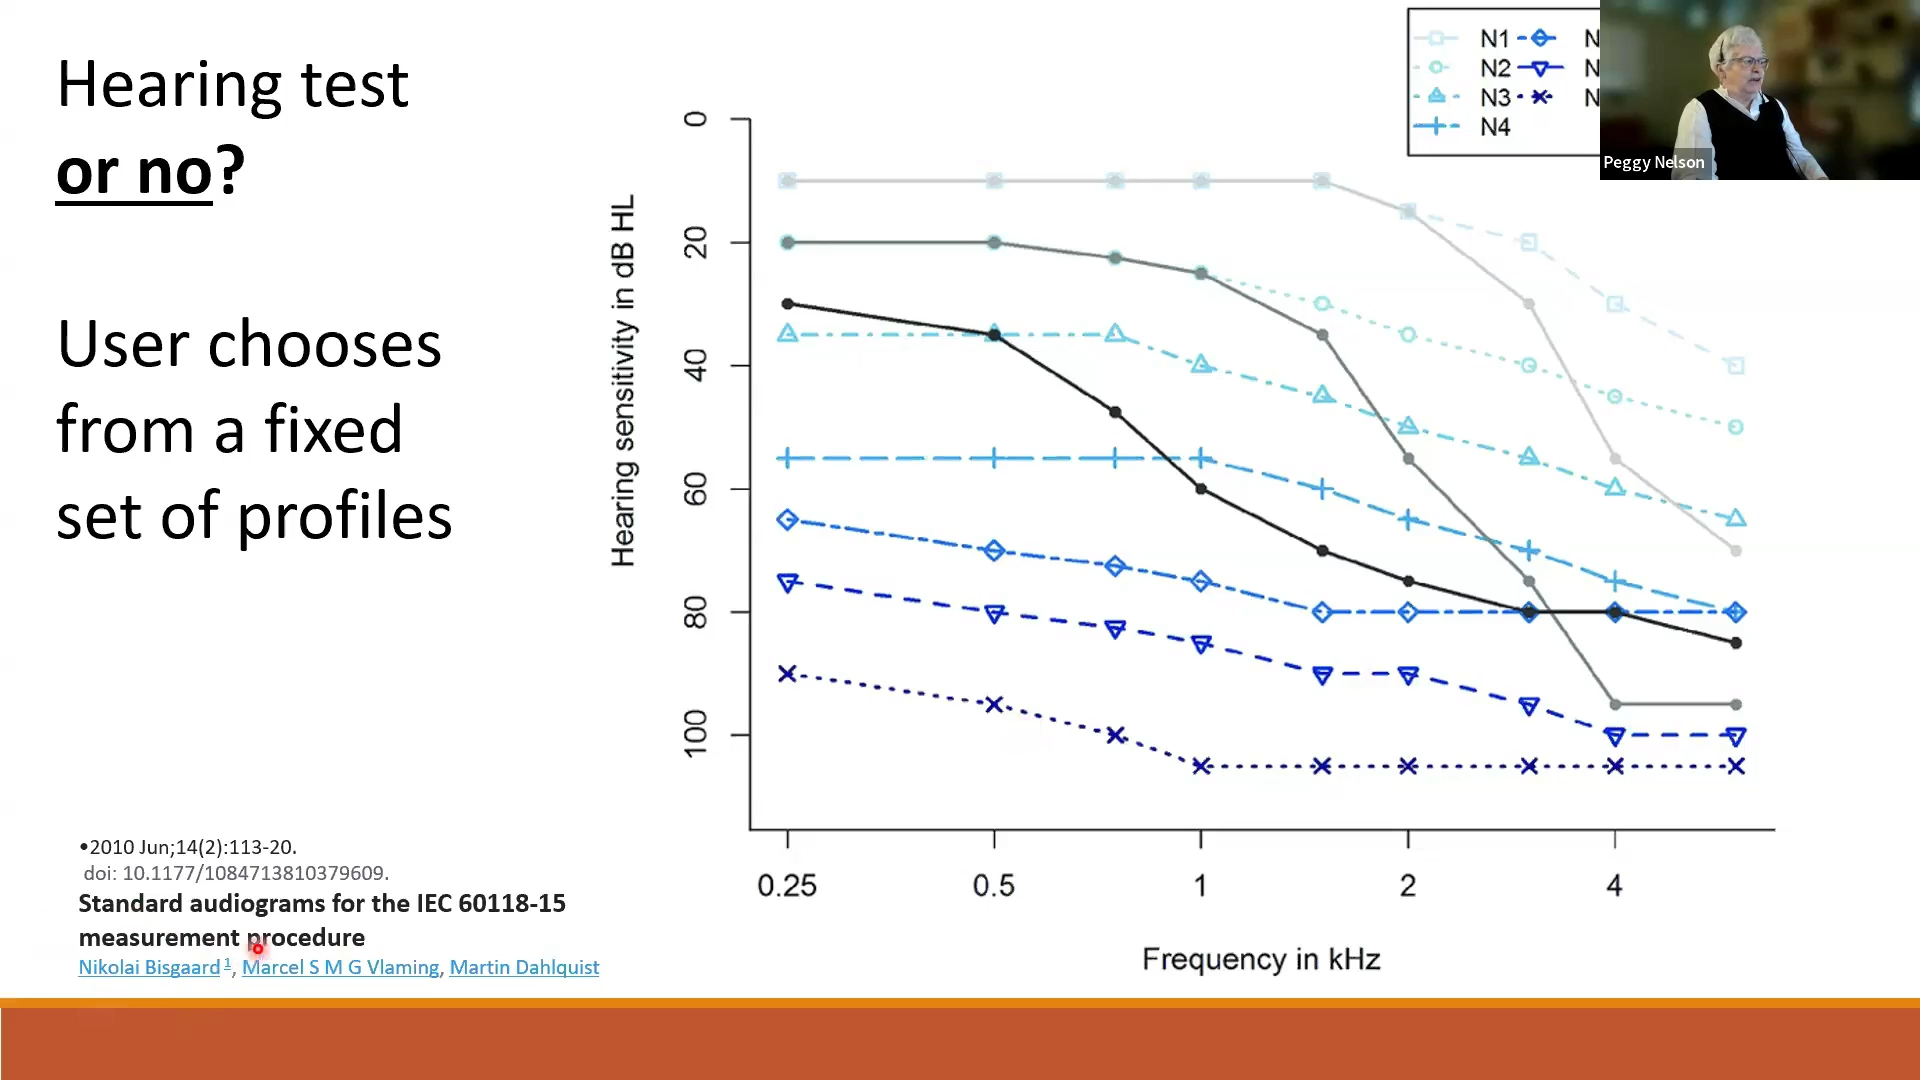 Hearing test
or no?
User chooses
from a fixed
set of profiles
•2010 Jun;14(2):113-20.
doi: 10.1177/1084713810379609.
Standard audiograms for the IEC 60118-15
measurement procedure
Nikolai Bisgaard 1, Marcel S M G Vlaming, Martin Dahlquist
Hearing sensitivity in dB HL
0
20
40
60
80
100
0.25 0.5 1 2 4
Frequency in kHz
N1 N
N2 N
N3 N
N4
Peggy Nelson